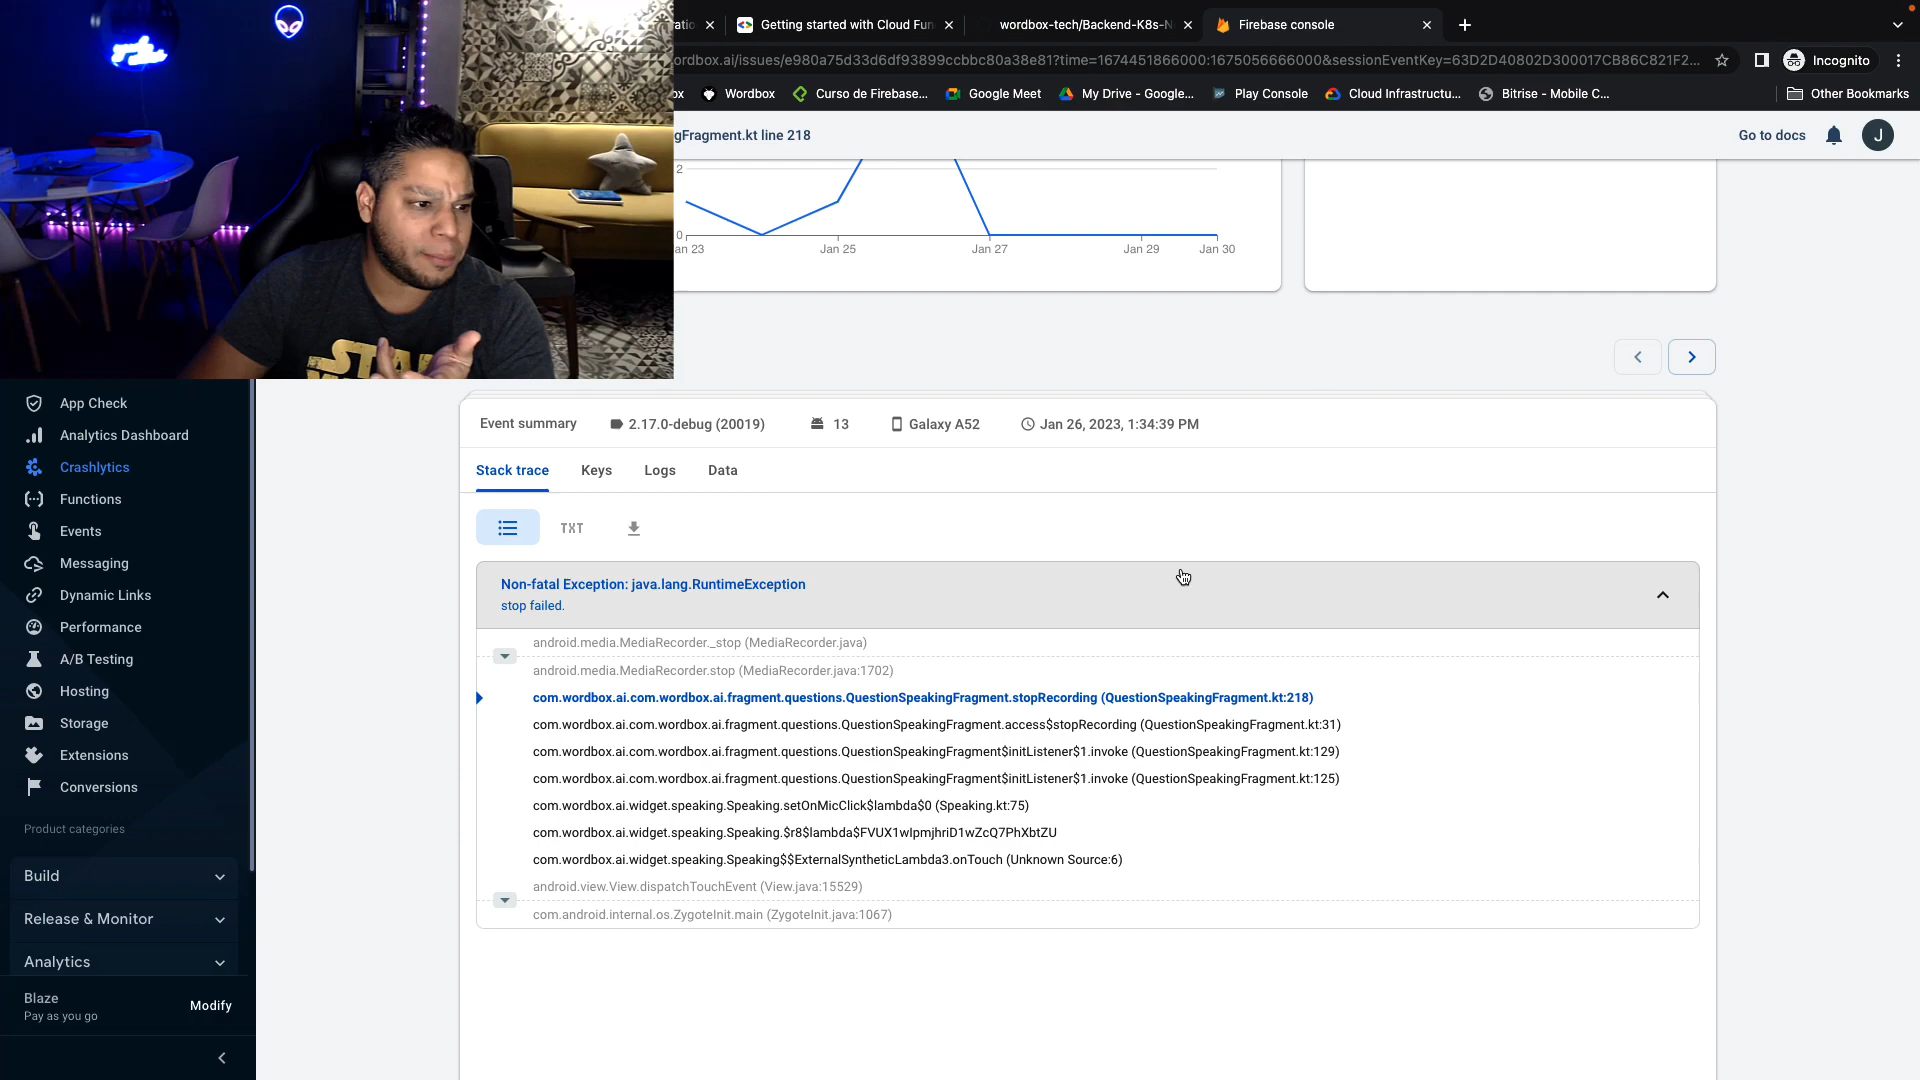 Getting started with Cloud Fun
wordbox-tech/Backend-K8s-N
Firebase console
ordbox.ai/issues/e980a75d33d6df93899ccbbc80a38e81?time=1674451866000:1675056666000&sessionEventKey=63D2D40802D300017CB86C821F2...
Incognito
ox
Wordbox
Curso de Firebase...
Google Meet
My Drive - Google...
Play Console
Cloud Infrastructu...
Bitrise - Mobile C...
Other Bookmarks
gFragment.kt line 218
Go to docs
J
2
0
an 23
Jan 25
Jan 27
Jan 29
Jan 30
STA
App Check
Analytics Dashboard
Crashlytics
Functions
Events
Messaging
Dynamic Links
Performance
A/B Testing
Hosting
Storage
Extensions
Conversions
Product categories
Build
Release & Monitor
Analytics
Blaze
Pay as you go
Modify
Event summary
2.17.0-debug (20019)
13
Galaxy A52
Jan 26, 2023, 1:34:39 PM
Stack trace
Keys
Logs
Data
TXT
Non-fatal Exception: java.lang.RuntimeException
stop failed.
android.media.MediaRecorder._stop (MediaRecorder.java)
android.media.MediaRecorder.stop (MediaRecorder.java:1702)
com.wordbox.ai.com.wordbox.ai.fragment.questions.QuestionSpeakingFragment.stopRecording (QuestionSpeakingFragment.kt:218)
com.wordbox.ai.com.wordbox.ai.fragment.questions.QuestionSpeakingFragment.access$stopRecording (QuestionSpeakingFragment.kt:31)
com.wordbox.ai.com.wordbox.ai.fragment.questions.QuestionSpeakingFragment$initListener$1.invoke (QuestionSpeakingFragment.kt:129)
com.wordbox.ai.com.wordbox.ai.fragment.questions.QuestionSpeakingFragment$initListener$1.invoke (QuestionSpeakingFragment.kt:125)
com.wordbox.ai.widget.speaking.Speaking.setOnMicClick$lambda$0 (Speaking.kt:75)
com.wordbox.ai.widget.speaking.Speaking.$r8$lambda$FVUX1wIpmjhriD1wZcQ7PhXbtZU
com.wordbox.ai.widget.speaking.Speaking$$ExternalSyntheticLambda3.onTouch (Unknown Source:6)
android.view.View.dispatchTouchEvent (View.java:15529)
com.android.internal.os.ZygoteInit.main (ZygoteInit.java:1067)